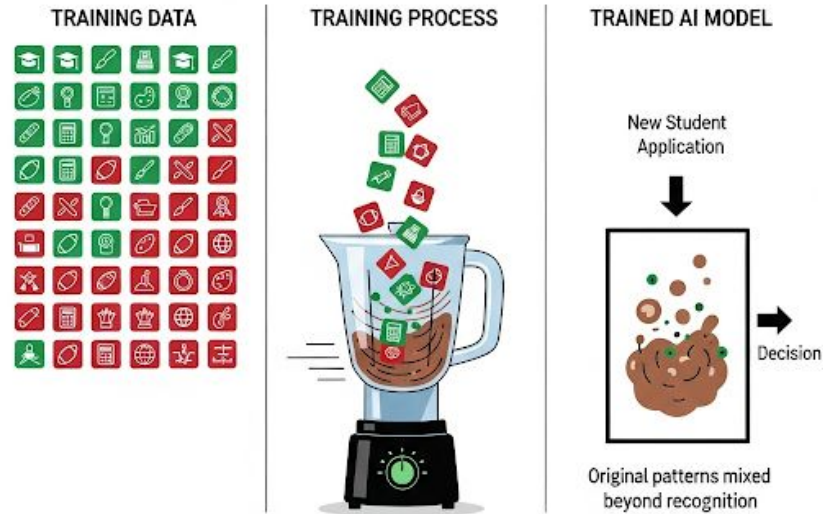 TRAINING DATA
TRAINING PROCESS
TRAINED AI MODEL
New Student
Application
Decision
Original patterns mixed
beyond recognition